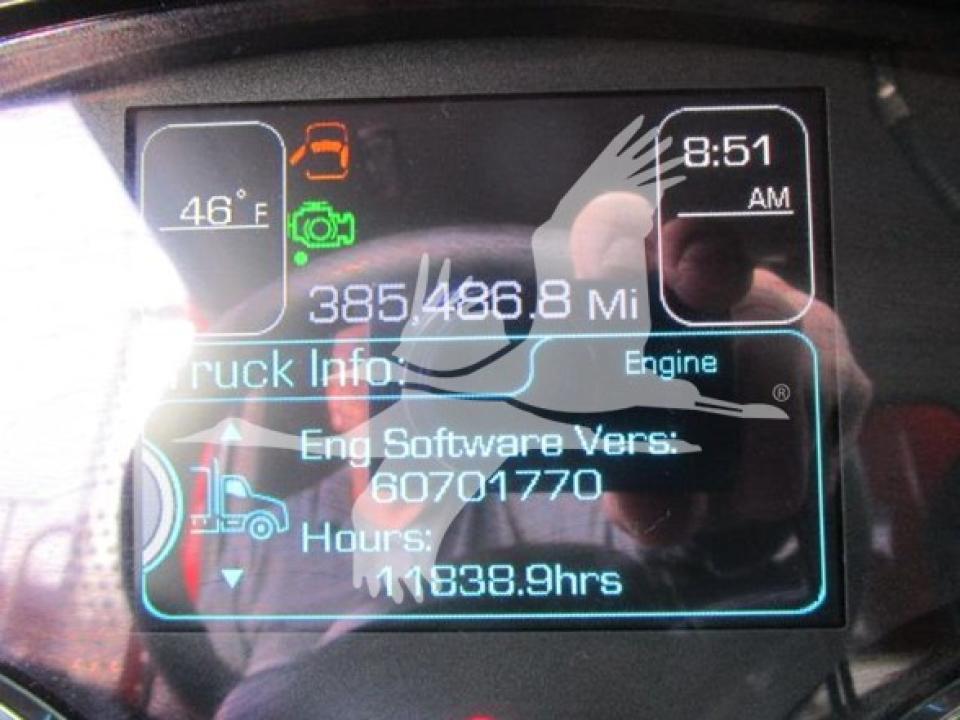 46° F
8:51
AM
385,486.8 Mi
Truck Info:
Engine
®
Eng Software Vers:
60701770
Hours:
11838.9hrs